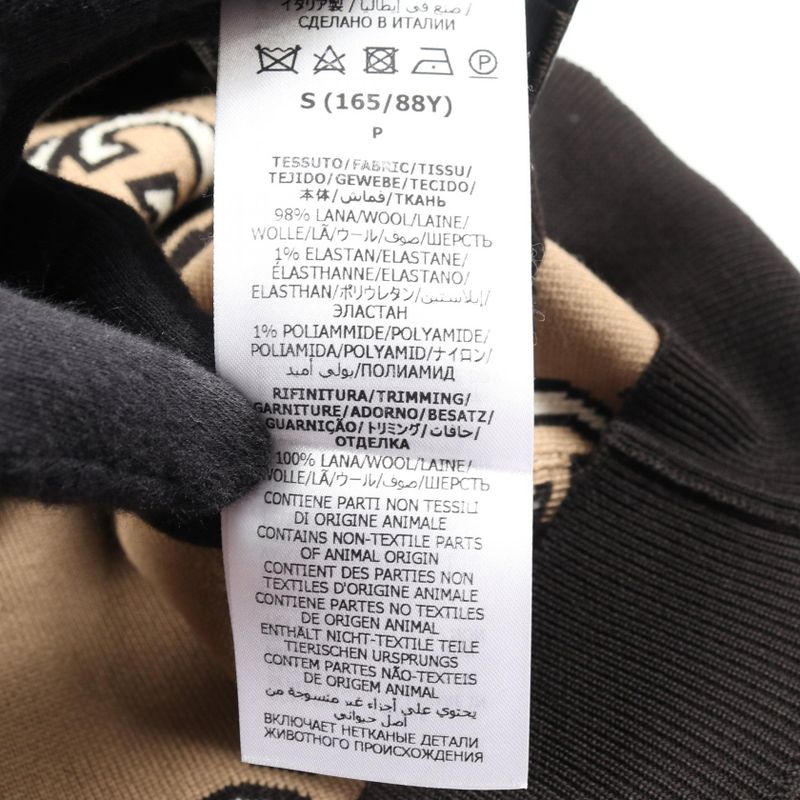 イタリア製 / صنع في إيطاليا /
СДЕЛАНО В ИТАЛИИ
P
S (165/88Y)
P
TESSUTO/FABRIC/TISSU/
TEJIDO/GEWEBE/TECIDO/
本体/قماش/ТКАНЬ
98% LANA/WOOL/LAINE/
WOLLE/LÃ/ウール/صوف/ШЕРСТЬ
1% ELASTAN/ELASTANE/
ÉLASTHANNE/ELASTANO/
ELASTHAN/ポリウレタン/إيلاستين/
ЭЛАСТАН
1% POLIAMMIDE/POLYAMIDE/
POLIAMIDA/POLYAMID/ナイロン/
بولي أميد/ПОЛИАМИД
RIFINITURA/TRIMMING/
GARNITURE/ADORNO/BESATZ/
GUARNIÇÃO/トリミング/حافات/
ОТДЕЛКА
100% LANA/WOOL/LAINE/
WOLLE/LÃ/ウール/صوف/ШЕРСТЬ
CONTIENE PARTI NON TESSILI
DI ORIGINE ANIMALE
CONTAINS NON-TEXTILE PARTS
OF ANIMAL ORIGIN
CONTIENT DES PARTIES NON
TEXTILES D'ORIGINE ANIMALE
CONTIENE PARTES NO TEXTILES
DE ORIGEN ANIMAL
ENTHÄLT NICHT-TEXTILE TEILE
TIERISCHEN URSPRUNGS
CONTEM PARTES NÃO-TEXTEIS
DE ORIGEM ANIMAL
يحتوي علي أجزاء غير منسوجة من
أصل حيواني
ВКЛЮЧАЕТ НЕТКАНЫЕ ДЕТАЛИ
ЖИВОТНОГО ПРОИСХОЖДЕНИЯ